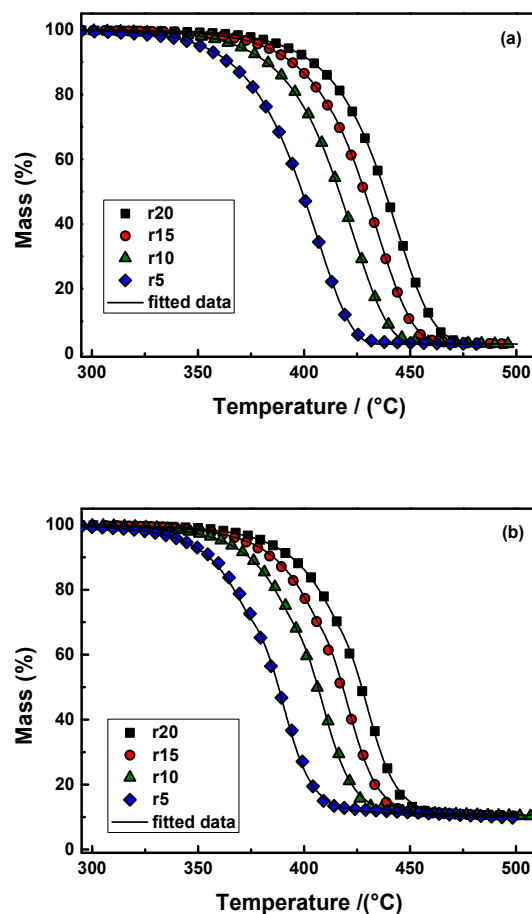 (a)
Mass (%)
100
80
60
40
20
0
r20
r15
r10
r5
fitted data
300
350
400
450
500
Temperature / (°C)
(b)
Mass (%)
100
80
60
40
20
0
r20
r15
r10
r5
fitted data
300
350
400
450
500
Temperature /(°C)